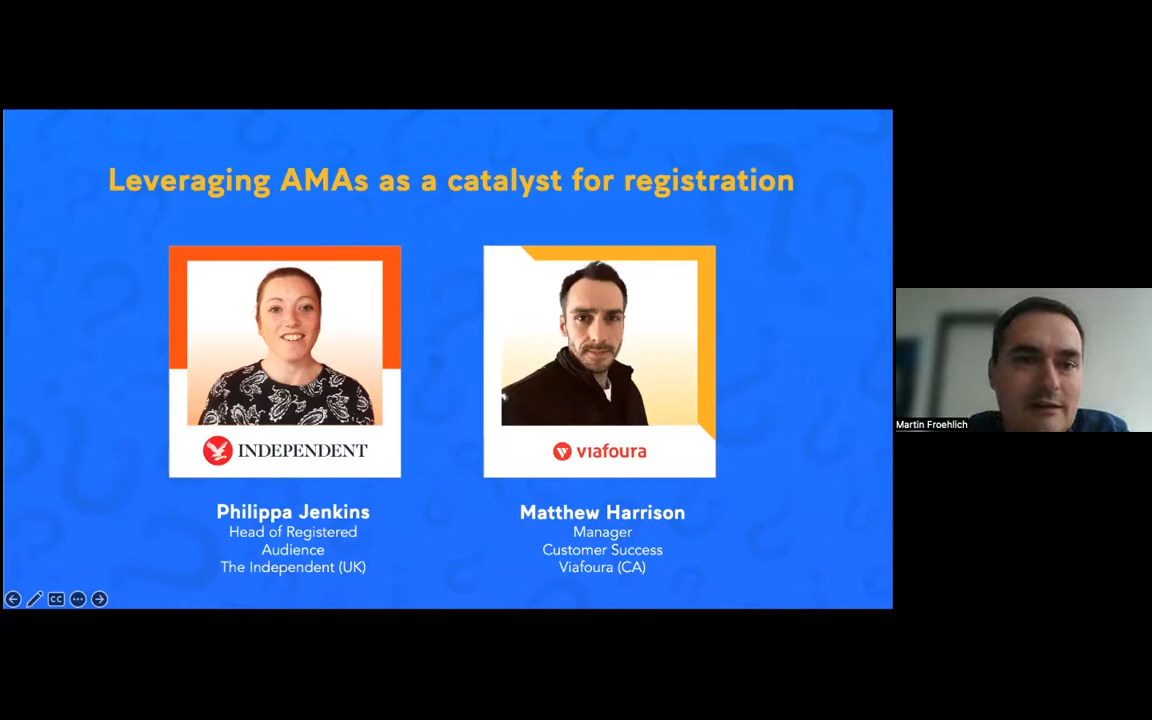 Leveraging AMAs as a catalyst for registration
INDEPENDENT
viafoura
Philippa Jenkins
Head of Registered
Audience
The Independent (UK)
Matthew Harrison
Manager
Customer Success
Viafoura (CA)
Martin Froehlich
CC